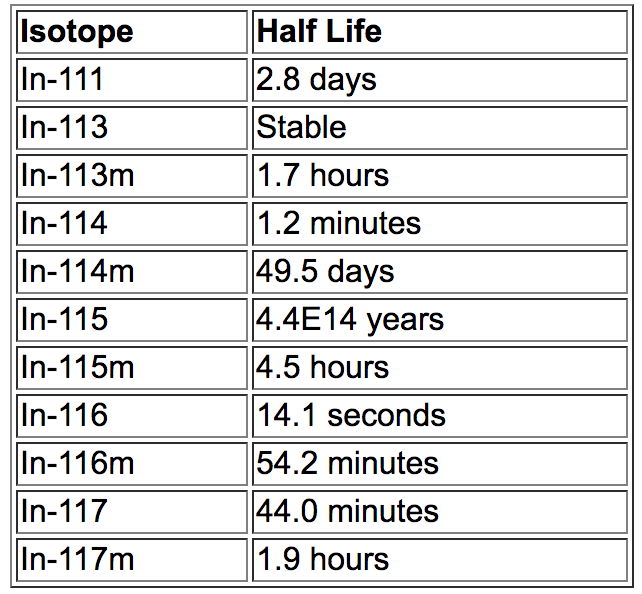 Isotope Half Life
In-111 2.8 days
In-113 Stable
In-113m 1.7 hours
In-114 1.2 minutes
In-114m 49.5 days
In-115 4.4E14 years
In-115m 4.5 hours
In-116 14.1 seconds
In-116m 54.2 minutes
In-117 44.0 minutes
In-117m 1.9 hours